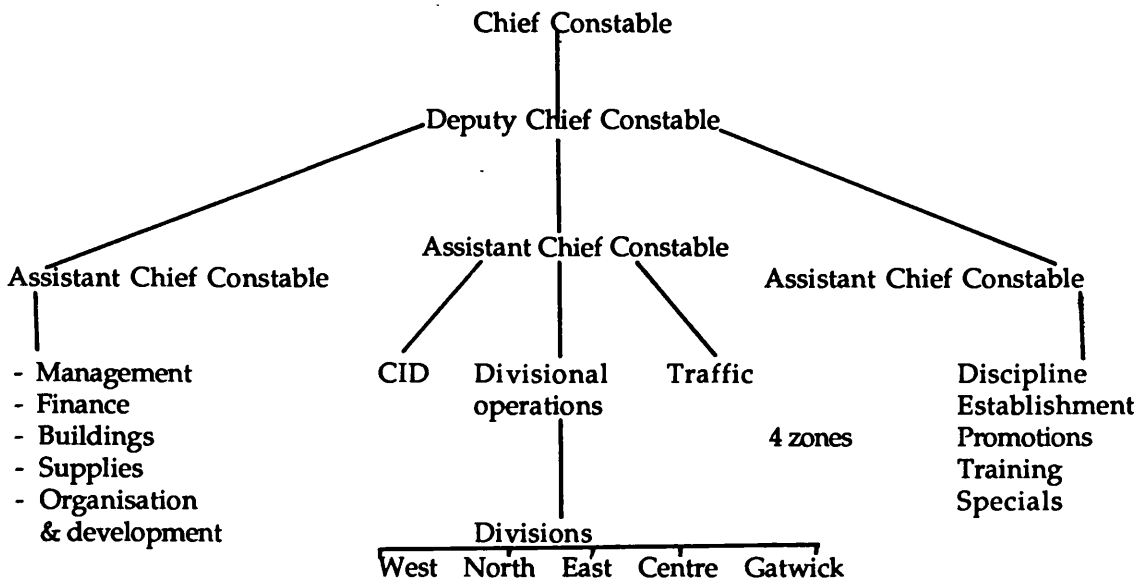 Chief Constable
Deputy Chief Constable
Assistant Chief Constable
Assistant Chief Constable
Assistant Chief Constable
- Management
- Finance
- Buildings
- Supplies
- Organisation
& development
CID
Divisional
operations
Traffic
4 zones
Discipline
Establishment
Promotions
Training
Specials
Divisions
West North East Centre Gatwick